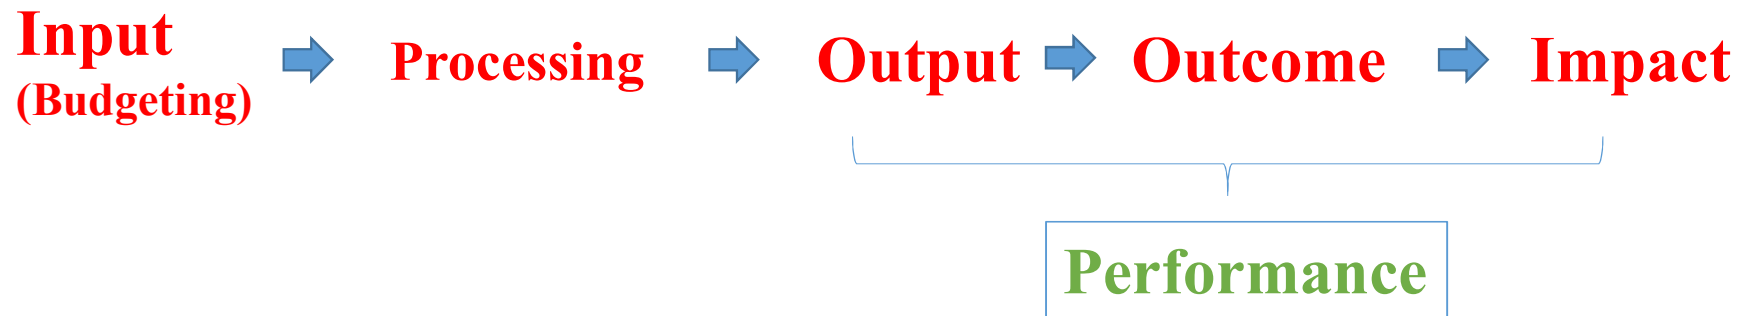 Input
(Budgeting)
Processing
Output
Outcome
Impact
Performance